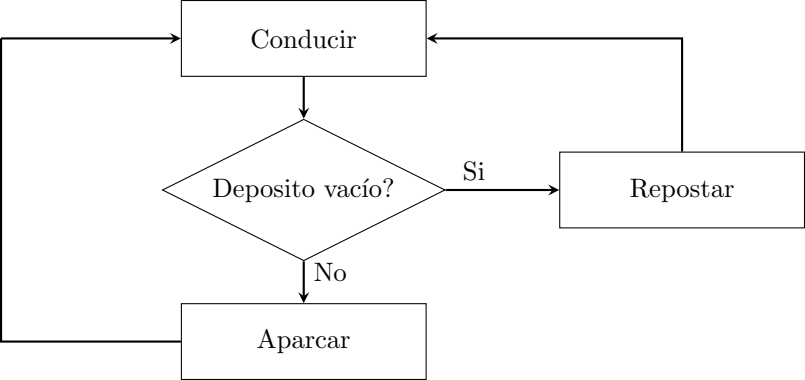 Conducir
Deposito vacío?
Si
Repostar
No
Aparcar